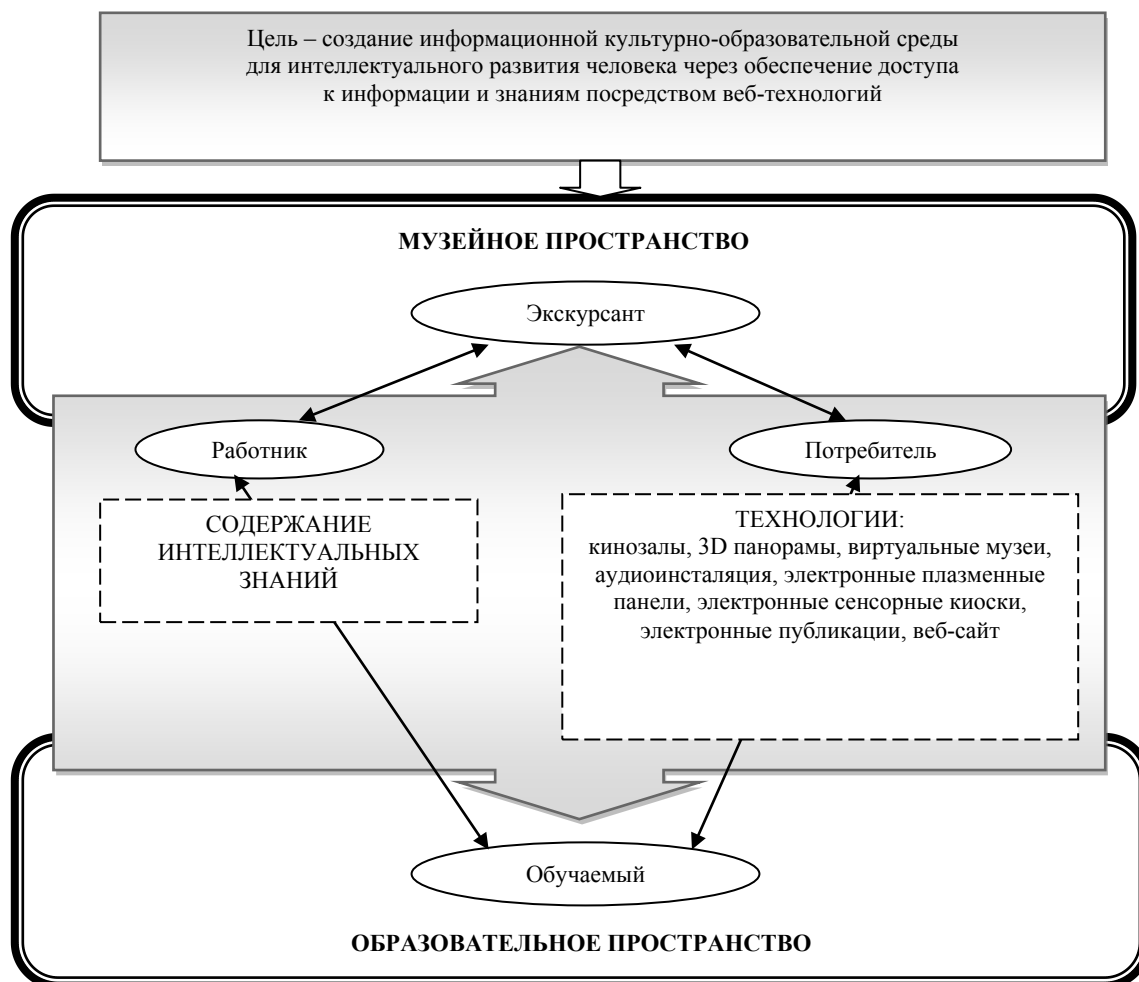 Цель – создание информационной культурно-образовательной среды
для интеллектуального развития человека через обеспечение доступа
к информации и знаниям посредством веб-технологий
МУЗЕЙНОЕ ПРОСТРАНСТВО
Экскурсант
Работник
Потребитель
СОДЕРЖАНИЕ
ИНТЕЛЛЕКТУАЛЬНЫХ
ЗНАНИЙ
ТЕХНОЛОГИИ:
кинозалы, 3D панорамы, виртуальные музеи,
аудиоинсталяция, электронные плазменные
панели, электронные сенсорные киоски,
электронные публикации, веб-сайт
Обучаемый
ОБРАЗОВАТЕЛЬНОЕ ПРОСТРАНСТВО